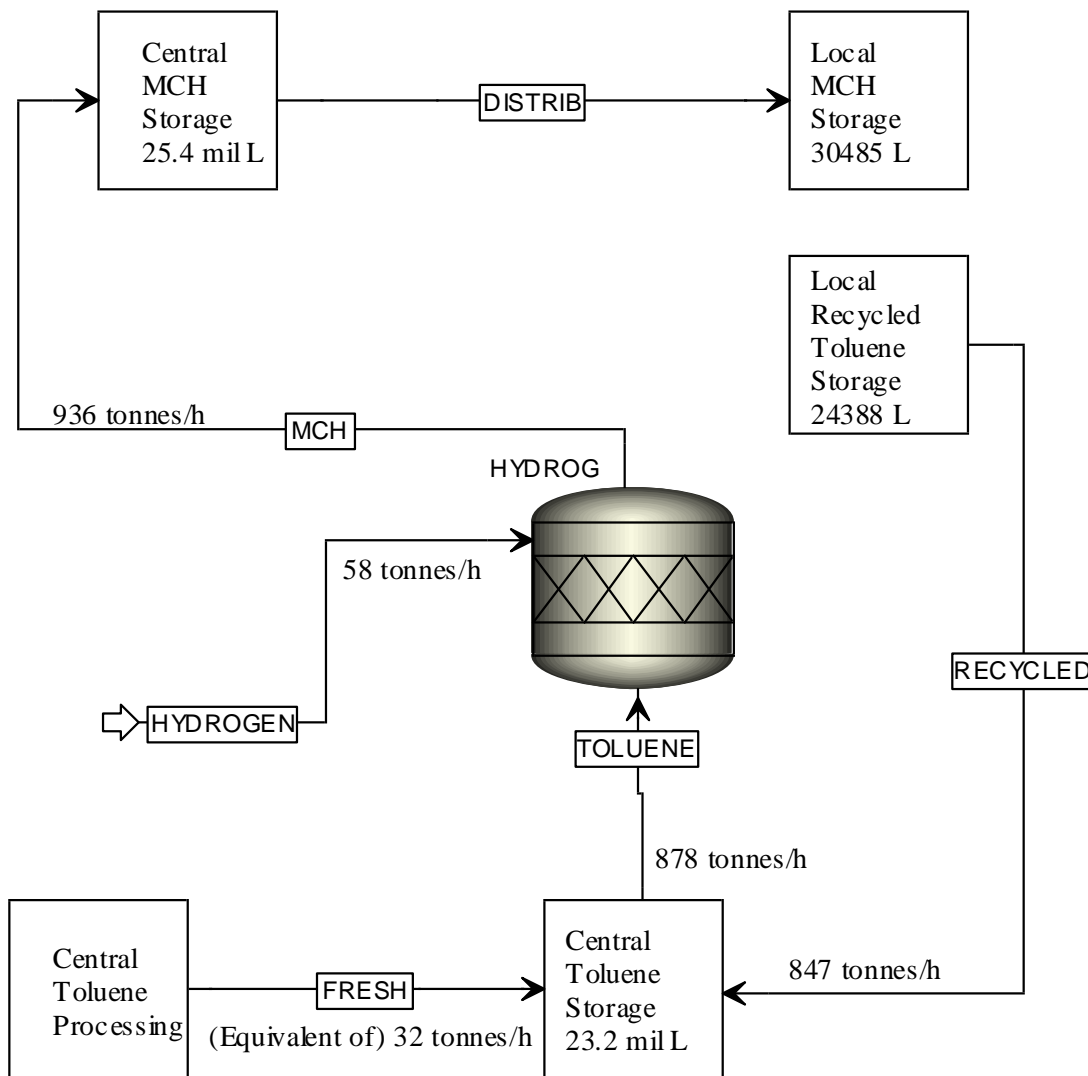 Central
MCH
Storage
25.4 mil L
DISTRIB
Local
MCH
Storage
30485 L
Local
Recycled
Toluene
Storage
24388 L
936 tonnes/h
MCH
HYDROG
58 tonnes/h
HYDROGEN
RECYCLED
TOLUENE
878 tonnes/h
Central
Toluene
Processing
FRESH
(Equivalent of) 32 tonnes/h
Central
Toluene
Storage
23.2 mil L
847 tonnes/h